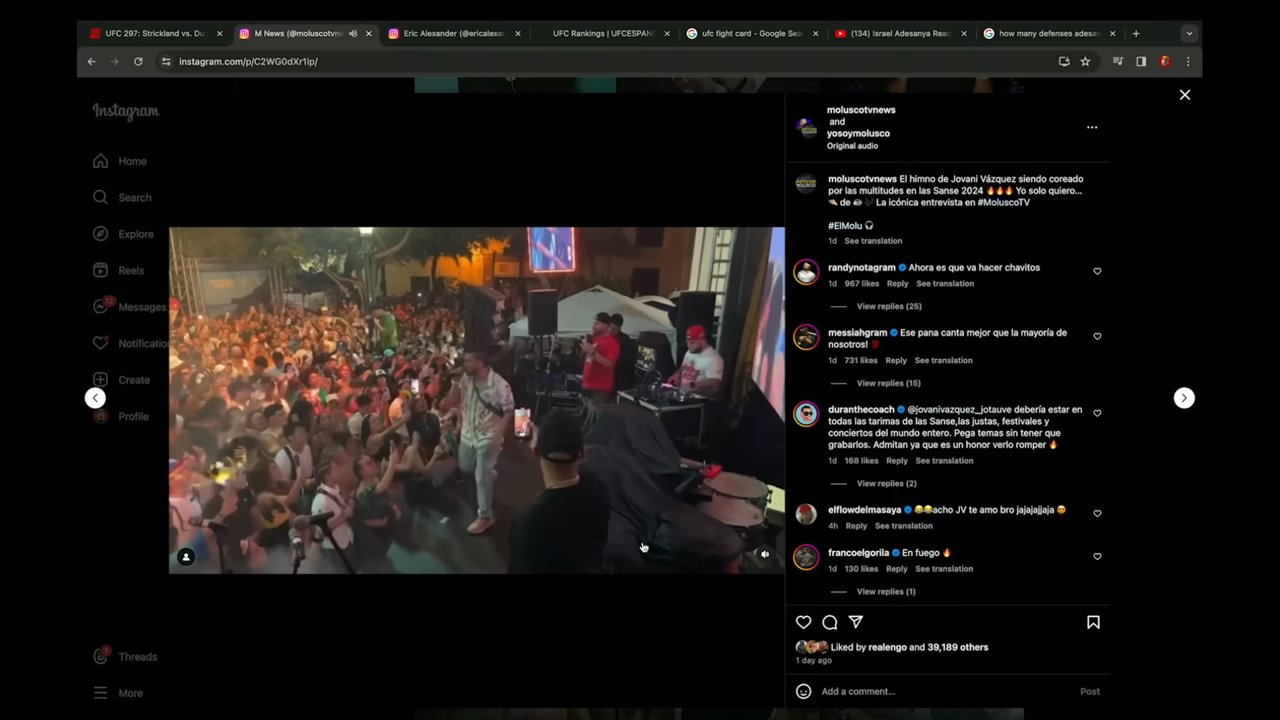 UFC 297: Strickland vs. Du
M News (@moluscotvne
Eric Alexander (@ericalexan
UFC Rankings | UFCESPAN
ufc fight card - Google Sea
(134) Israel Adesanya Reac
how many defenses adesan
instagram.com/p/C2WG0dXr1lp/
Instagram
Home
Search
Explore
Reels
12
Messages
Notification
Create
Profile
1
Threads
More
moluscotvnews
and
yosoymolusco
Original audio
moluscotvnews El himno de Jovani Vázquez siendo coreado
por las multitudes en las Sanse 2024 🔥🔥🔥 Yo solo quiero...
de La icónica entrevista en #MoluscoTV
#ElMolu 🎧
1d See translation
randynotagram Ahora es que va hacer chavitos
1d 967 likes Reply See translation
View replies (25)
messiahgram Ese pana canta mejor que la mayoría de
nosotros!
1d 731 likes Reply See translation
View replies (15)
duranthecoach @jovanivazquez_jotauve debería estar en
todas las tarimas de las Sanse,las justas, festivales y
conciertos del mundo entero. Pega temas sin tener que
grabarlos. Admitan ya que es un honor verlo romper 🔥
1d 168 likes Reply See translation
View replies (2)
elflowdelmasaya 😂😂acho JV te amo bro jajajajjaja 😍
4h Reply See translation
francoelgorila En fuego 🔥
1d 130 likes Reply See translation
View replies (1)
Liked by realengo and 39,189 others
1 day ago
Add a comment...
Post